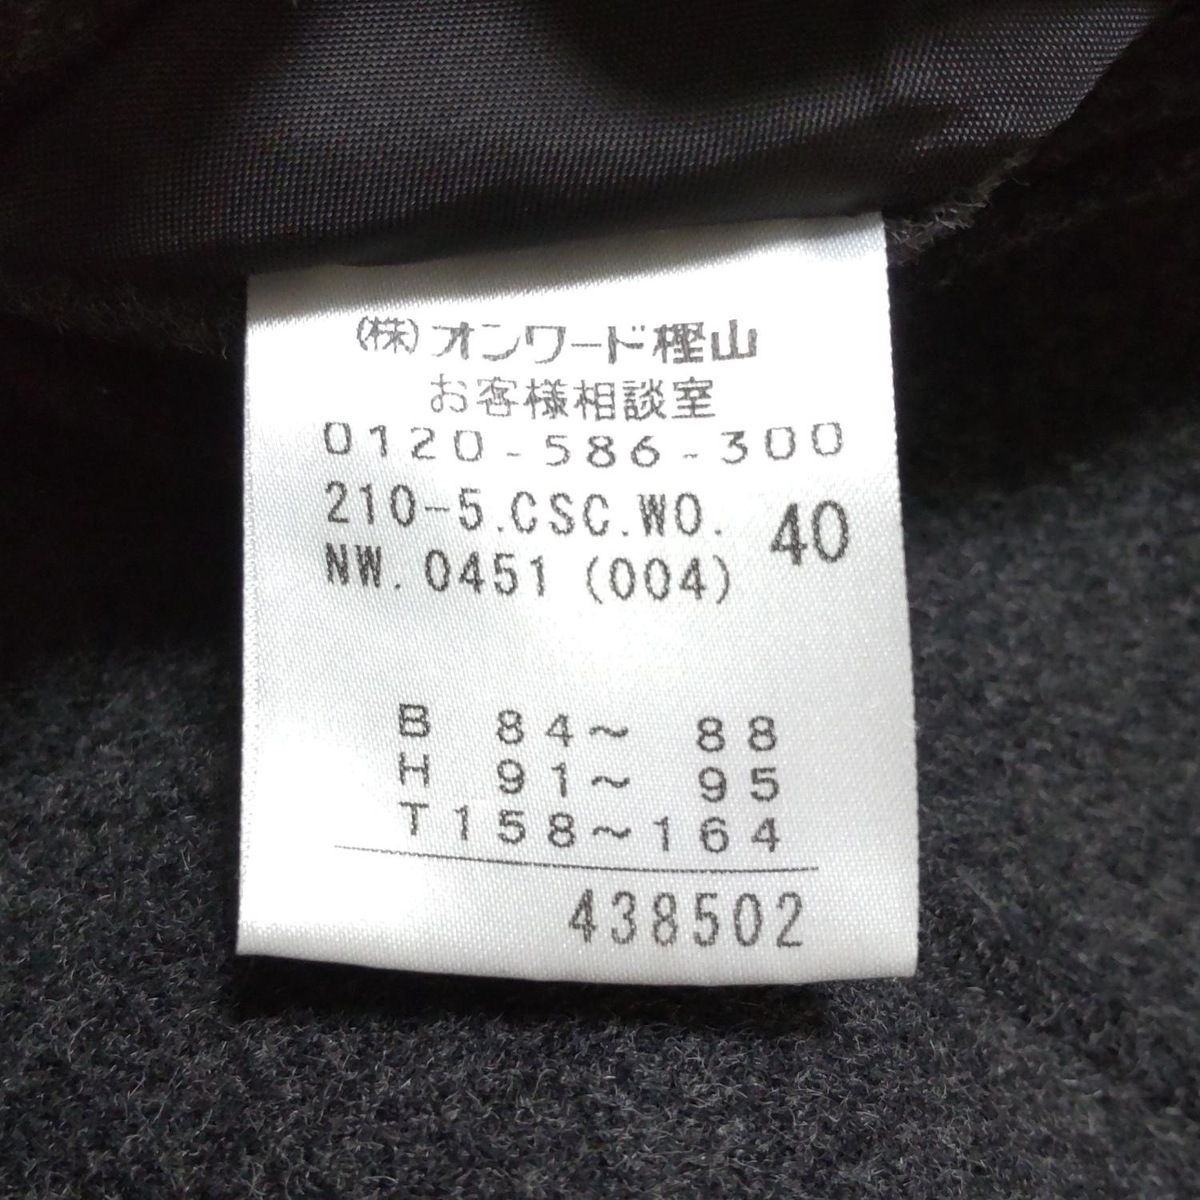 (株)オンワード樫山
お客様相談室
0120-586-300
210-5.CSC.WO. 40
NW.0451(004)
B 84～ 88
H 91～ 95
T158～164
438502